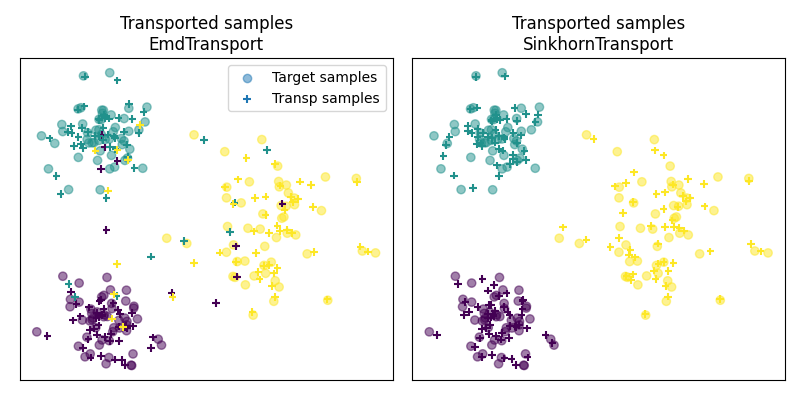 Transported samples
EmdTransport
Target samples
Transp samples
Transported samples
SinkhornTransport